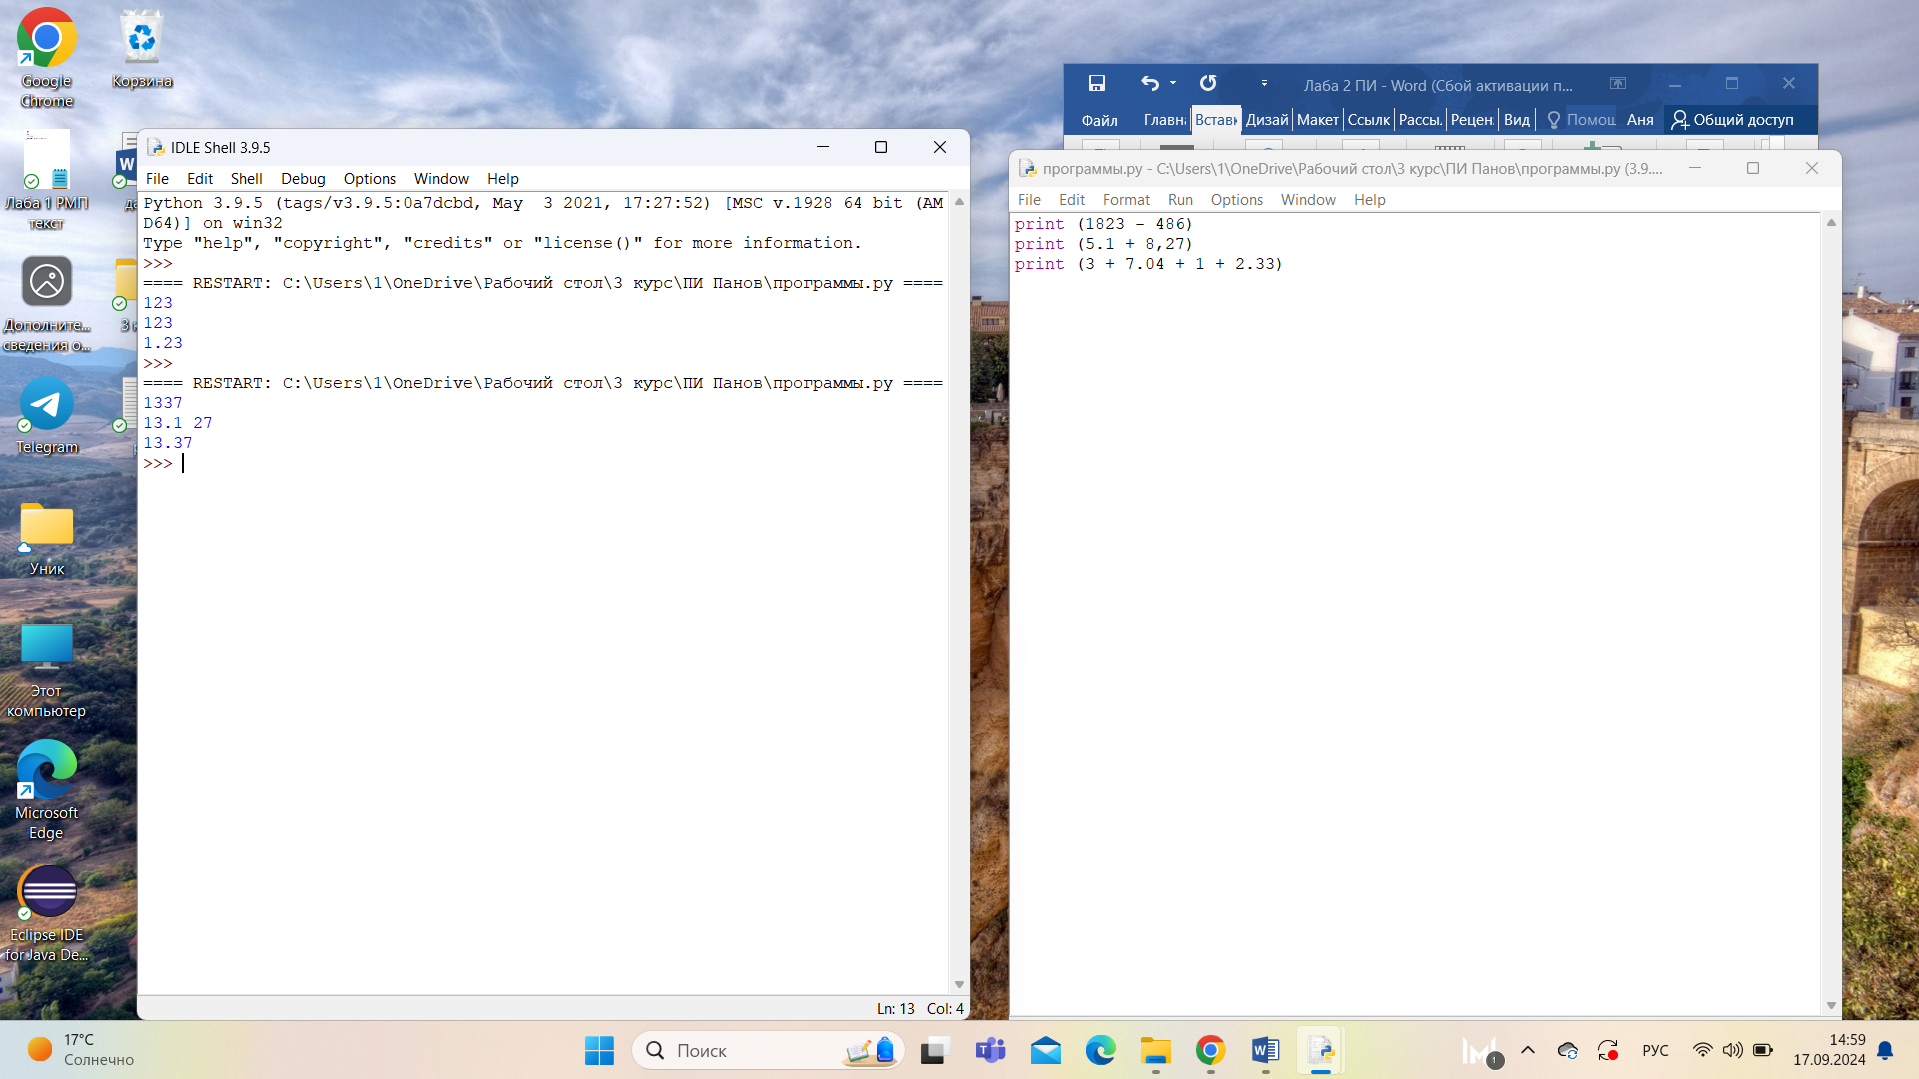 Google
Chrome
Корзина
Лаба 1 РМП
текст
Дополните...
сведения о...
Telegram
Уник
Этот
компьютер
Microsoft
Edge
Eclipse IDE
for Java De...
IDLE Shell 3.9.5
File Edit Shell Debug Options Window Help
Python 3.9.5 (tags/v3.9.5:0a7dcbd, May  3 2021, 17:27:52) [MSC v.1928 64 bit (AM
D64)] on win32
Type "help", "copyright", "credits" or "license()" for more information.
>>>
==== RESTART: C:\Users\1\OneDrive\Рабочий стол\3 курс\ПИ Панов\программы.py ====
123
123
1.23
>>>
==== RESTART: C:\Users\1\OneDrive\Рабочий стол\3 курс\ПИ Панов\программы.py ====
1337
13.1 27
13.37
>>>
Ln: 13 Col: 4
Лаба 2 ПИ - Word (Сбой активации п...
Файл Главн Вставк Дизай Макет Ссылк Рассы. Рецен: Вид Помощ Аня Общий доступ
программы.py - C:\Users\1\OneDrive\Рабочий стол\3 курс\ПИ Панов\программы.py (3.9....
File Edit Format Run Options Window Help
print (1823 - 486)
print (5.1 + 8,27)
print (3 + 7.04 + 1 + 2.33)
17°C
Солнечно
Поиск
1
РУС
14:59
17.09.2024